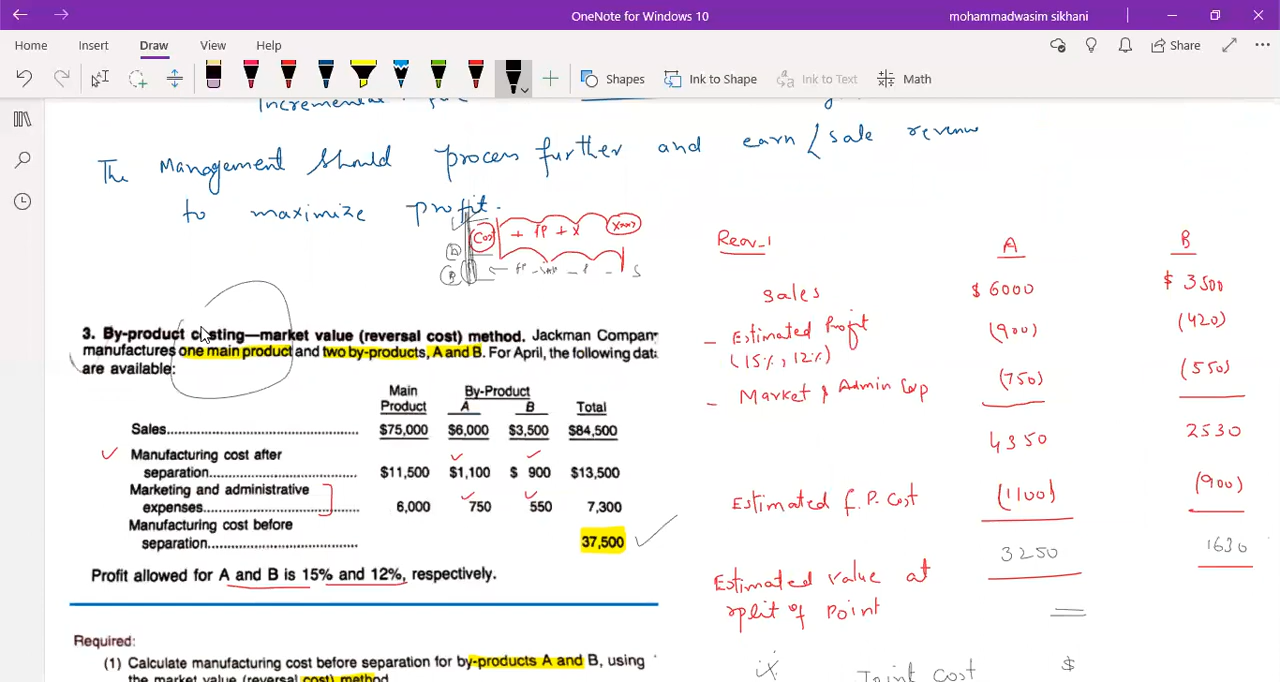 OneNote for Windows 10
mohammadwasim sikhani
Home Insert Draw View Help
Share
Shapes Ink to Shape Ink to Text Math
Incremental
The Management should process further and earn / sale revenue
to maximize profit.
Cost + FP + X
A
B
3. By-product costing—market value (reversal cost) method. Jackman Compan
manufactures one main product and two by-products, A and B. For April, the following dat
are available:
Main By-Product
Product A B Total
Sales $75,000 $6,000 $3,500 $84,500
Manufacturing cost after
separation $11,500 $1,100 $ 900 $13,500
Marketing and administrative
expenses 6,000 750 550 7,300
Manufacturing cost before
separation 37,500
Profit allowed for A and B is 15% and 12%, respectively.
Required:
(1) Calculate manufacturing cost before separation for by-products A and B, using
the market value (reversal cost) method
Reqv-1 A B
Sales $ 6000 $ 3500
- Estimated Profit (900) (420)
(15%, 12%)
- Market & Admin Exp (750) (550)
4350 2530
Estimated F.P. Cost (1100) (900)
3250 1630
Estimated value at
split of Point
Joint Cost $